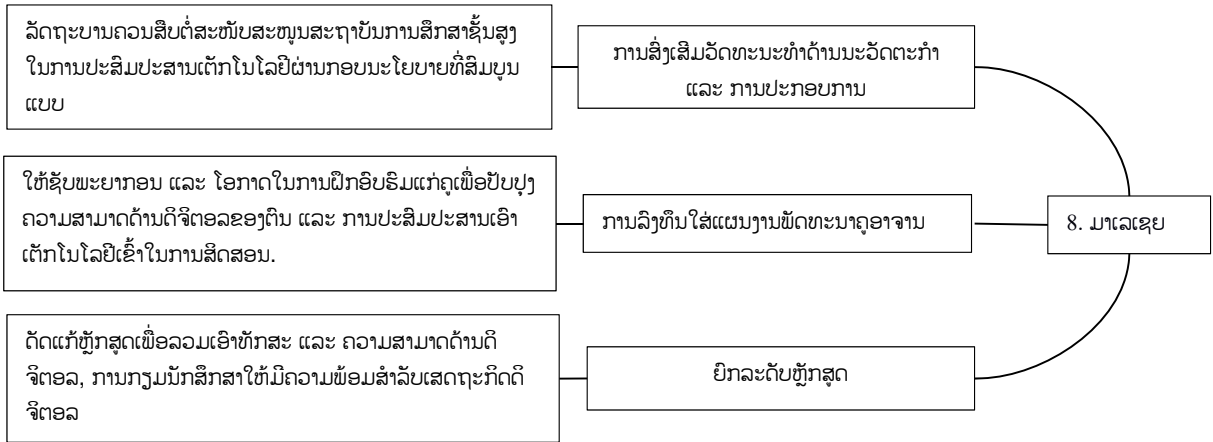 ລັດຖະບານຄວນສືບຕໍ່ສະໜັບສະໜູນສະຖາບັນການສຶກສາຊັ້ນສູງ
ໃນການປະສົມປະສານເຕັກໂນໂລຢີຜ່ານກອບນະໂຍບາຍທີ່ສົມບູນ
ແບບ
ການສົ່ງເສີມວັດທະນະທຳດ້ານນະວັດຕະກຳ
ແລະ ການປະກອບການ
ໃຫ້ຊັບພະຍາກອນ ແລະ ໂອກາດໃນການຝຶກອົບຮົມແກ່ຄູເພື່ອປັບປຸງ
ຄວາມສາມາດດ້ານດິຈິຕອລຂອງຕົນ ແລະ ການປະສົມປະສານເອົາ
ເຕັກໂນໂລຢີເຂົ້າໃນການສິດສອນ.
ການລົງທຶນໃສ່ແຜນງານພັດທະນາຄູອາຈານ
8. ມາເລເຊຍ
ດັດແກ້ຫຼັກສູດເພື່ອລວມເອົາທັກສະ ແລະ ຄວາມສາມາດດ້ານດິ
ຈິຕອລ, ການກຽມນັກສຶກສາໃຫ້ມີຄວາມພ້ອມສຳລັບເສດຖະກິດດິ
ຈິຕອລ
ຍົກລະດັບຫຼັກສູດ